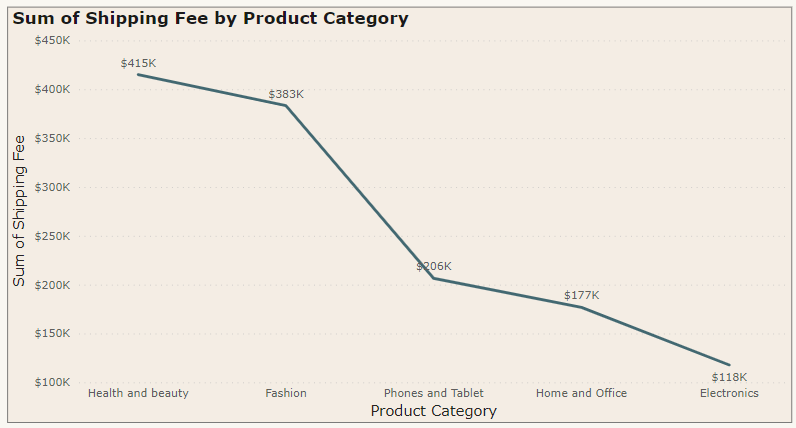 Sum of Shipping Fee by Product Category
$450K
$400K
$350K
$300K
$250K
$200K
$150K
$100K
Sum of Shipping Fee
$415K
$383K
$206K
$177K
$118K
Health and beauty
Fashion
Phones and Tablet
Home and Office
Electronics
Product Category